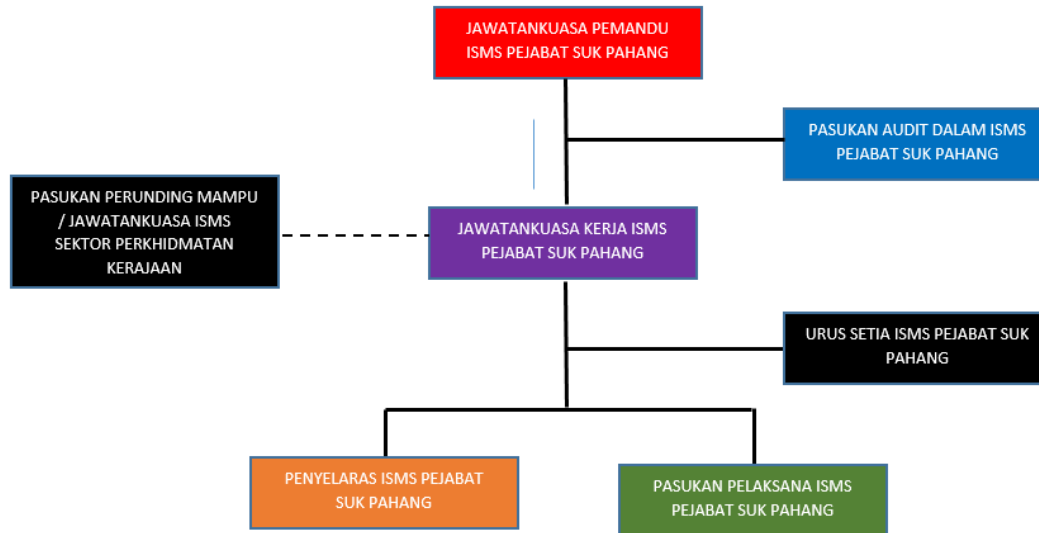 JAWATANKUASA PEMANDU
ISMS PEJABAT SUK PAHANG
PASUKAN AUDIT DALAM ISMS
PEJABAT SUK PAHANG
PASUKAN PERUNDING MAMPU
/ JAWATANKUASA ISMS
SEKTOR PERKHIDMATAN
KERAJAAN
JAWATANKUASA KERJA ISMS
PEJABAT SUK PAHANG
URUS SETIA ISMS PEJABAT SUK
PAHANG
PENYELARAS ISMS PEJABAT
SUK PAHANG
PASUKAN PELAKSANA ISMS
PEJABAT SUK PAHANG